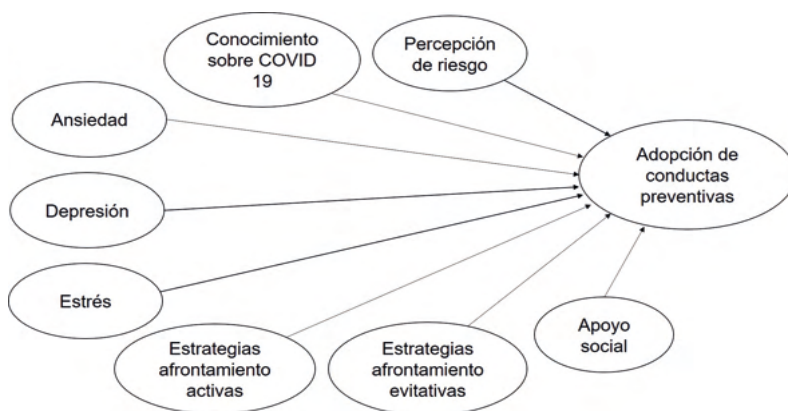 Conocimiento
sobre COVID
19
Percepción
de riesgo
Ansiedad
Adopción de
conductas
preventivas
Depresión
Estrés
Estrategias
afrontamiento
activas
Estrategias
afrontamiento
evitativas
Apoyo
social